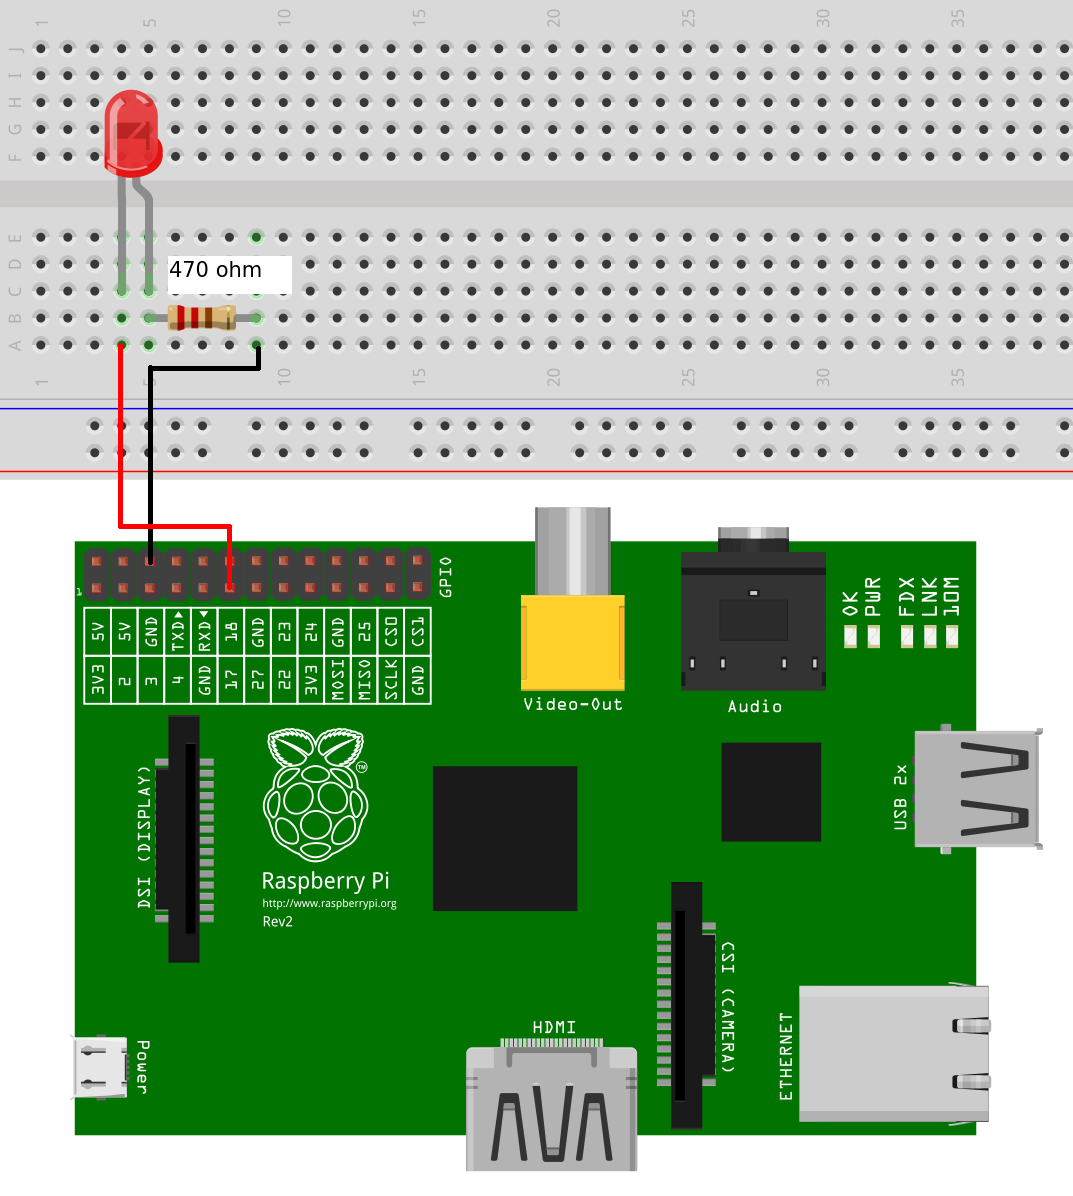 1 5 10 15 20 25 30 35
J
I
H
G
F
E
D
C
B
A
470 ohm
1 5 10 15 20 25 30 35
GPIO
1
5V 5V GND TXD RXD 18 GND 23 24 GND 25 CS0 CS1
3V3 2 3 4 GND 17 27 22 3V3 MOSI MISO SCLK GND
OK PWR FDX LNK 10M
Video-Out
Audio
DSI (DISPLAY)
TM
Raspberry Pi
http://www.raspberrypi.org
Rev2
USB 2x
CSI (CAMERA)
HDMI
Power
ETHERNET